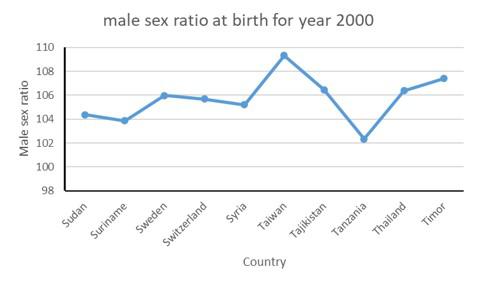 male sex ratio at birth for year 2000
110
108
106
104
102
100
98
Male sex ratio
Sudan
Suriname
Sweden
Switzerland
Syria
Taiwan
Tajikistan
Tanzania
Thailand
Timor
Country